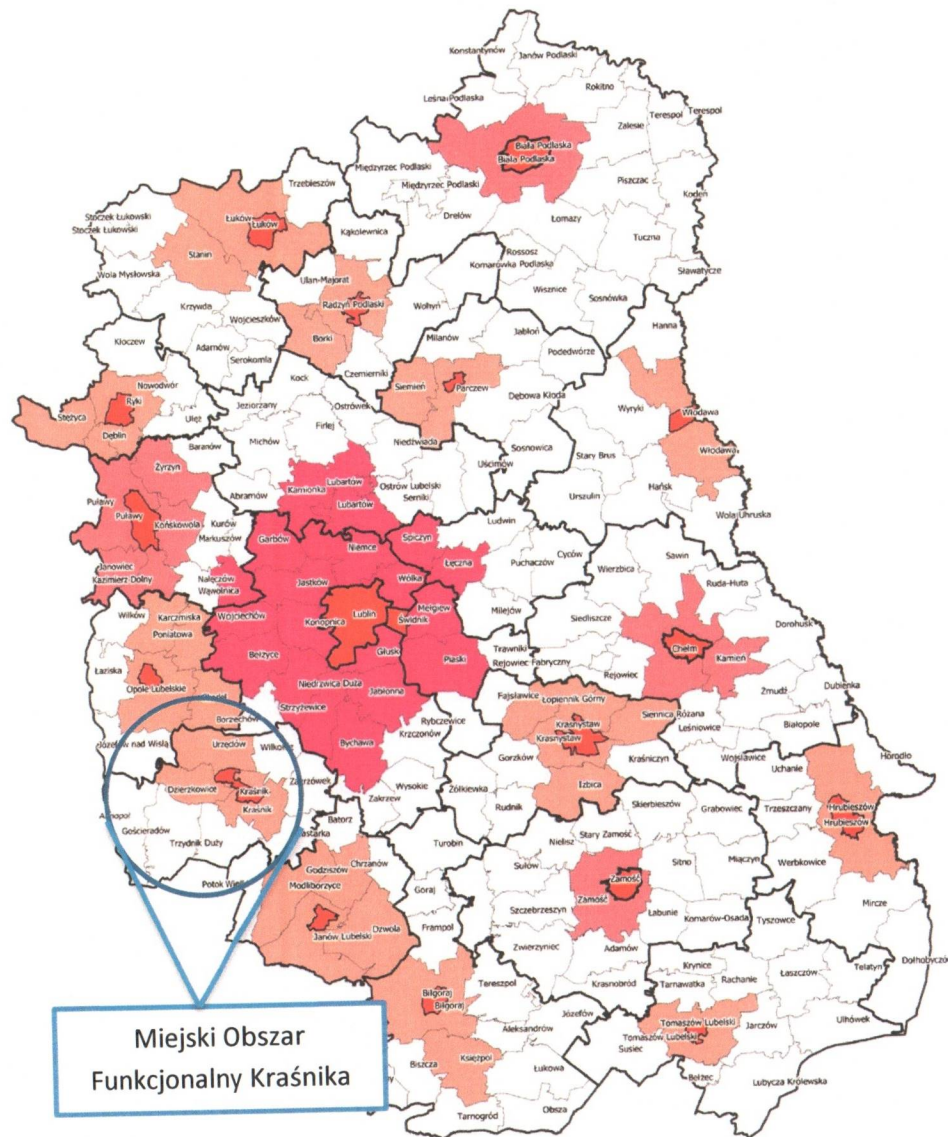 Konstantynów
Janów Podlaski
Rokitno
Leśna Podlaska
Terespol
Terespol
Zalesie
Biała Podlaska
Biała Podlaska
Międzyrzec Podlaski
Międzyrzec Podlaski
Piszczac
Kodeń
Trzebieszów
Drelów
Łomazy
Tuczna
Stoczek Łukowski
Stoczek Łukowski
Łuków
Łuków
Kąkolewnica
Stanin
Rossosz
Komarówka Podlaska
Sławatycze
Wola Mysłowska
Ulan-Majorat
Wisznice
Sosnówka
Krzywda
Wojcieszków
Radzyń Podlaski
Wohyń
Hanna
Kłoczew
Adamów
Serokomla
Borki
Milanów
Jabłoń
Podedwórze
Czemierniki
Nowodwór
Kock
Siemień
Parczew
Dębowa Kłoda
Wyryki
Włodawa
Stężyca
Ryki
Ułęż
Jeziorzany
Ostrówek
Firlej
Dęblin
Michów
Niedźwiada
Sosnowica
Stary Brus
Włodawa
Baranów
Żyrzyn
Uścimów
Hańsk
Abramów
Kamionka
Lubartów
Lubartów
Ostrów Lubelski
Serniki
Urszulin
Wola Uhruska
Puławy
Puławy
Końskowola
Kurów
Markuszów
Garbów
Niemce
Spiczyn
Ludwin
Cyców
Sawin
Janowiec
Kazimierz Dolny
Nałęczów
Wąwolnica
Jastków
Wólka
Łęczna
Puchaczów
Wierzbica
Ruda-Huta
Wilków
Karczmiska
Wojciechów
Konopnica
Lublin
Mełgiew
Świdnik
Milejów
Siedliszcze
Dorohusk
Poniatowa
Głusk
Trawniki
Chełm
Kamień
Łaziska
Bełżyce
Piaski
Rejowiec Fabryczny
Rejowiec
Opole Lubelskie
Niedrzwica Duża
Jabłonna
Fajsławice
Łopiennik Górny
Żmudź
Dubienka
Borzechów
Strzyżewice
Rybczewice
Krzczonów
Krasnystaw
Krasnystaw
Siennica Różana
Leśniowice
Białopole
Józefów nad Wisłą
Urzędów
Wilkołaz
Bychawa
Gorzków
Kraśniczyn
Wojsławice
Uchanie
Horodło
Dzierzkowice
Kraśnik
Kraśnik
Zakrzówek
Wysokie
Zakrzew
Żółkiewka
Izbica
Rudnik
Skierbieszów
Grabowiec
Trzeszczany
Hrubieszów
Hrubieszów
Gościeradów
Trzydnik Duży
Batorz
Turobin
Nielisz
Stary Zamość
Sułów
Sitno
Miączyn
Werbkowice
Potok Wielki
Godziszów
Chrzanów
Modliborzyce
Goraj
Zamość
Zamość
Mircze
Janów Lubelski
Dzwola
Frampol
Szczebrzeszyn
Łabunie
Komarów-Osada
Tyszowce
Zwierzyniec
Adamów
Dołhobyczów
Biłgoraj
Biłgoraj
Tereszpol
Krasnobród
Krynice
Tarnawatka
Rachanie
Łaszczów
Telatyn
Józefów
Aleksandrów
Tomaszów Lubelski
Tomaszów Lubelski
Susiec
Jarczów
Ulhówek
Biszcza
Księżpol
Łukowa
Bełżec
Lubycza Królewska
Tarnogród
Obsza
Miejski Obszar
Funkcjonalny Kraśnika